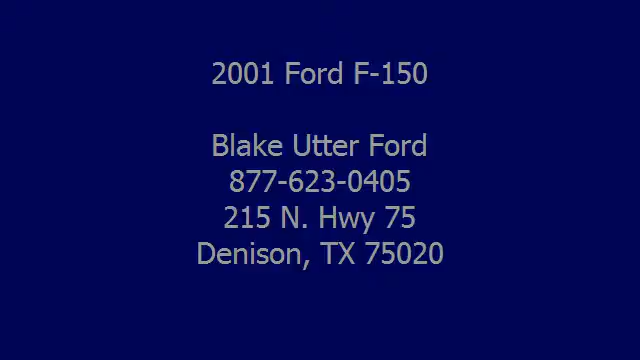 2001 Ford F-150
Blake Utter Ford
877-623-0405
215 N. Hwy 75
Denison, TX 75020